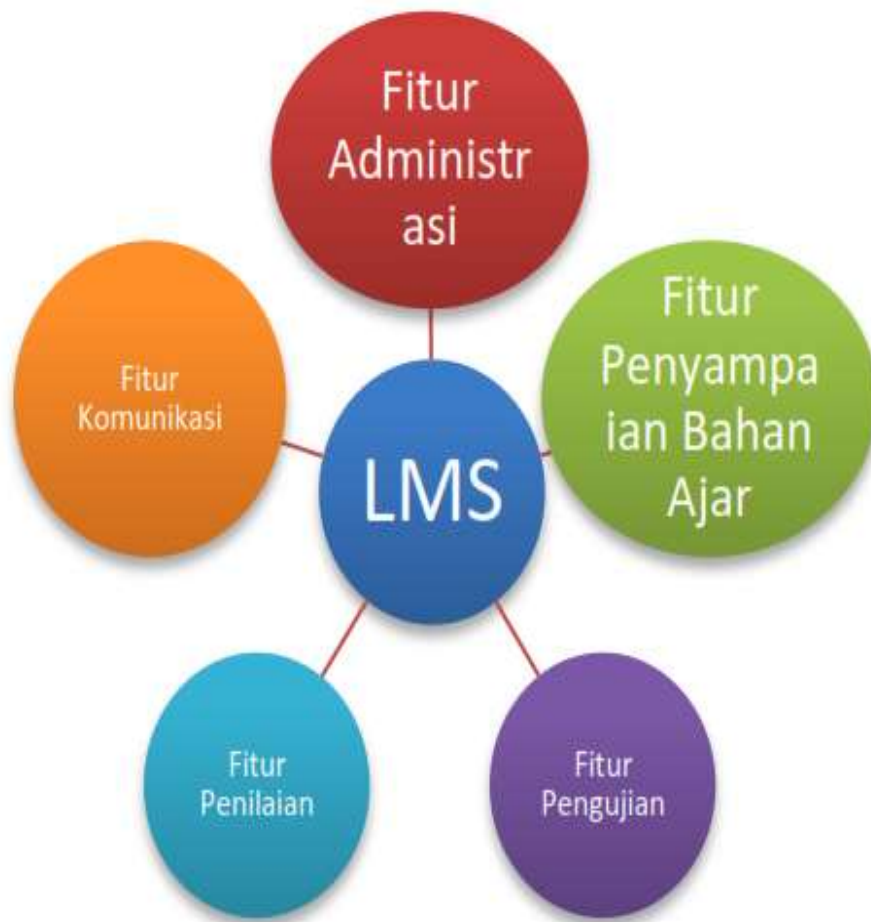 Fitur
Administr
asi
Fitur
Penyampa
ian Bahan
Ajar
Fitur
Komunikasi
LMS
Fitur
Penilaian
Fitur
Pengujian